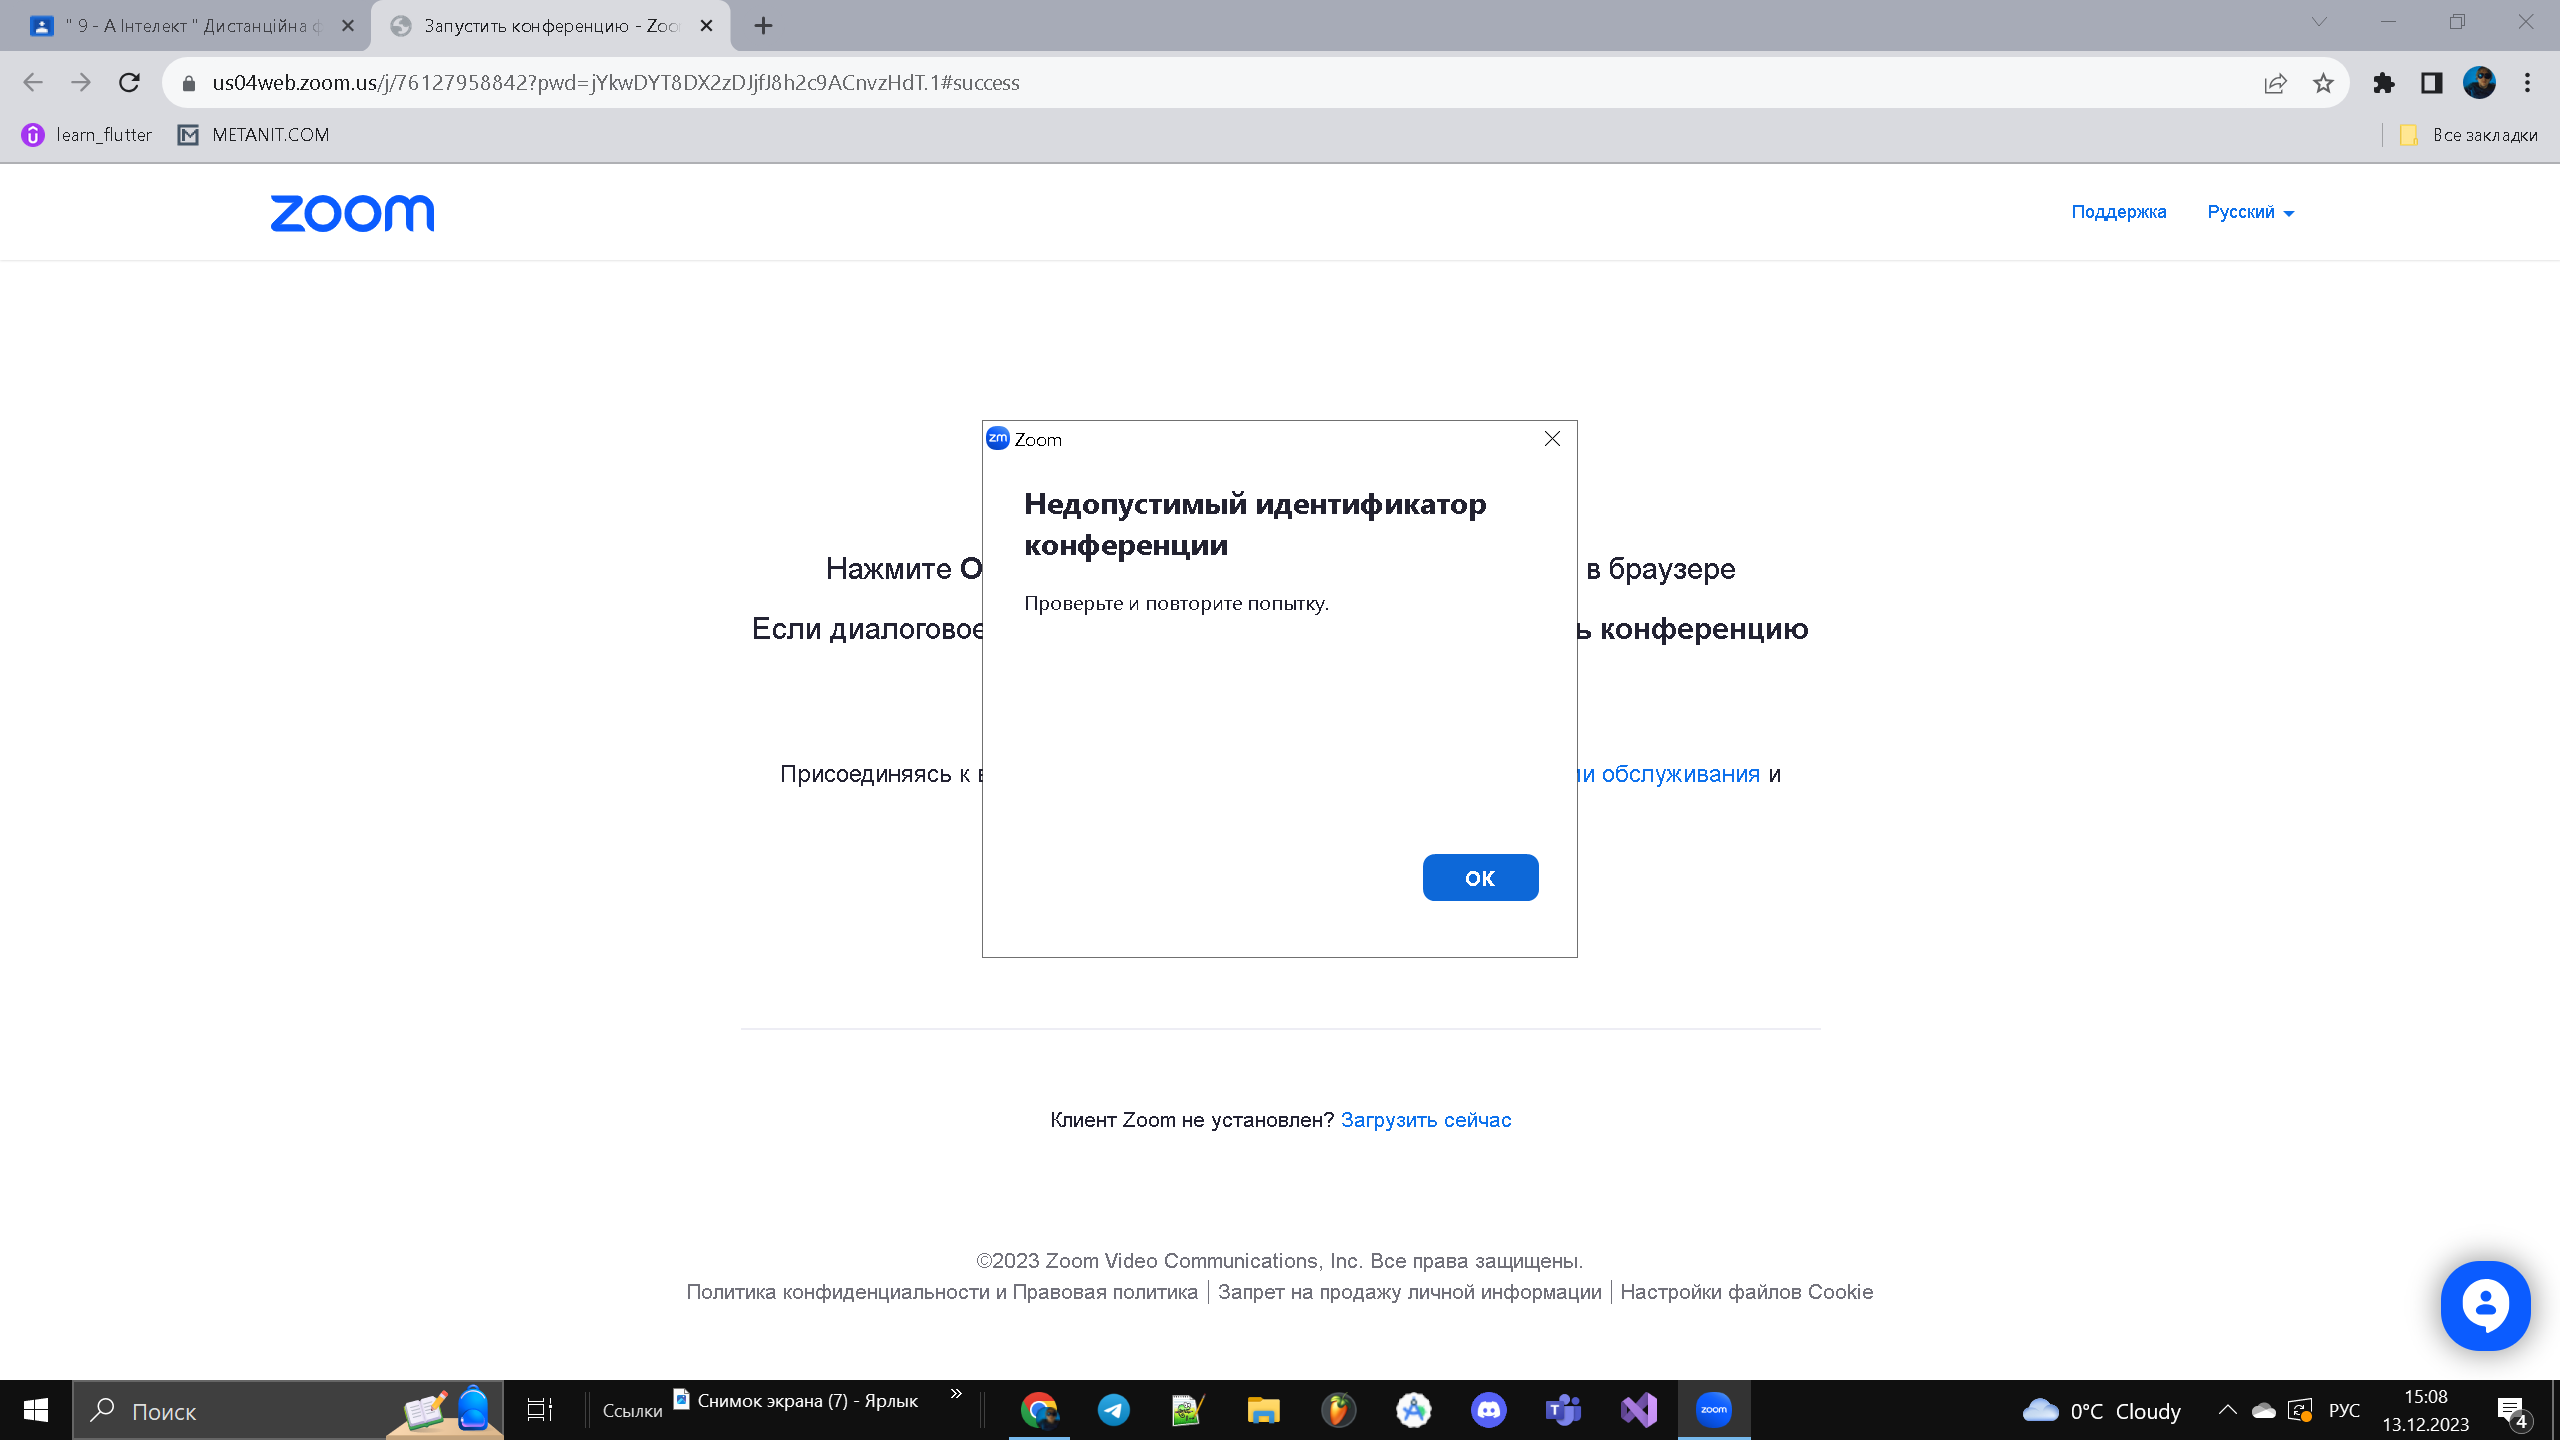 " 9 - А Інтелект " Дистанційна ф
Запустить конференцию - Zoo
us04web.zoom.us/j/76127958842?pwd=jYkwDYT8DX2zDJjfJ8h2c9ACnvzHdT.1#success
learn_flutter
METANIT.COM
Все закладки
zoom
Поддержка
Русский
zm Zoom
Недопустимый идентификатор
конференции
Нажмите О
в браузере
Проверьте и повторите попытку.
Если диалоговое
ь конференцию
Присоединяясь к в
ии обслуживания и
ОК
Клиент Zoom не установлен? Загрузить сейчас
©2023 Zoom Video Communications, Inc. Все права защищены.
Политика конфиденциальности и Правовая политика | Запрет на продажу личной информации | Настройки файлов Cookie
Поиск
Ссылки
Снимок экрана (7) - Ярлык
zoom
0°C Cloudy
РУС
15:08
13.12.2023
4